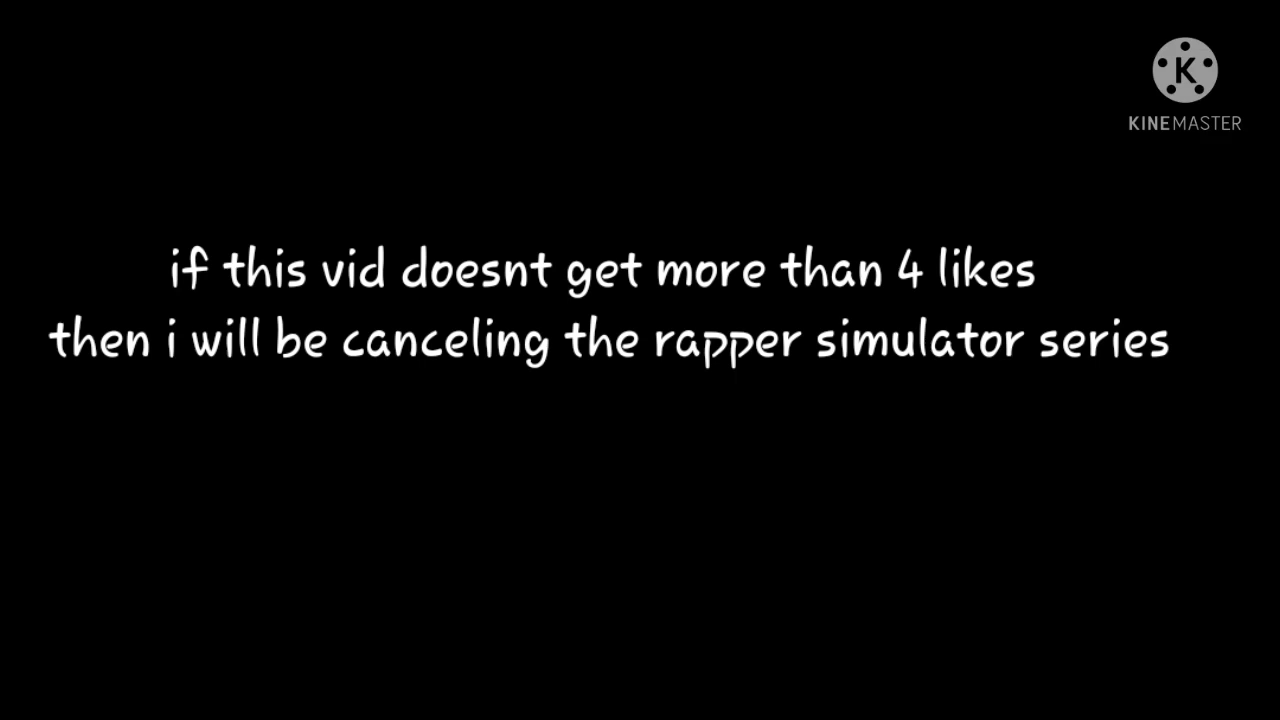 K
KINEMASTER
if this vid doesnt get more than 4 likes
then i will be canceling the rapper simulator series